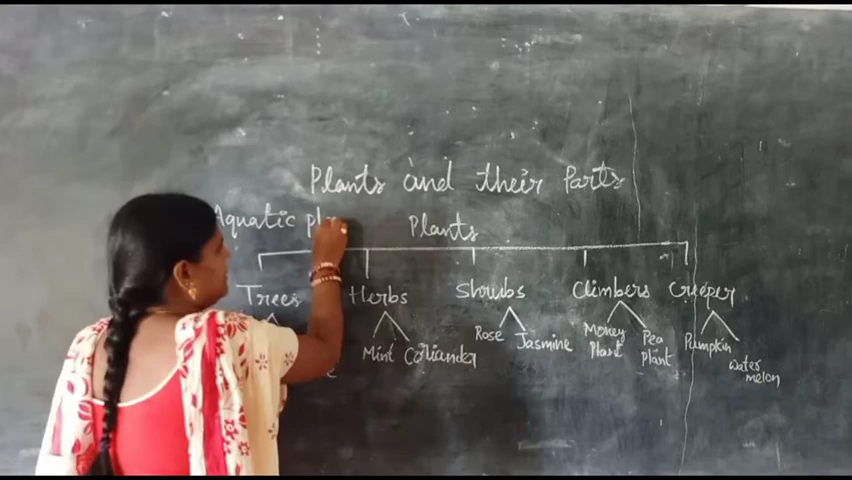 Plants and their Parts
Aquatic pl
Plants
Trees Herbs Shrubs Climbers Creeper
Mint Coriander Rose Jasmine Money Plant Pea plant Pumpkin water melon